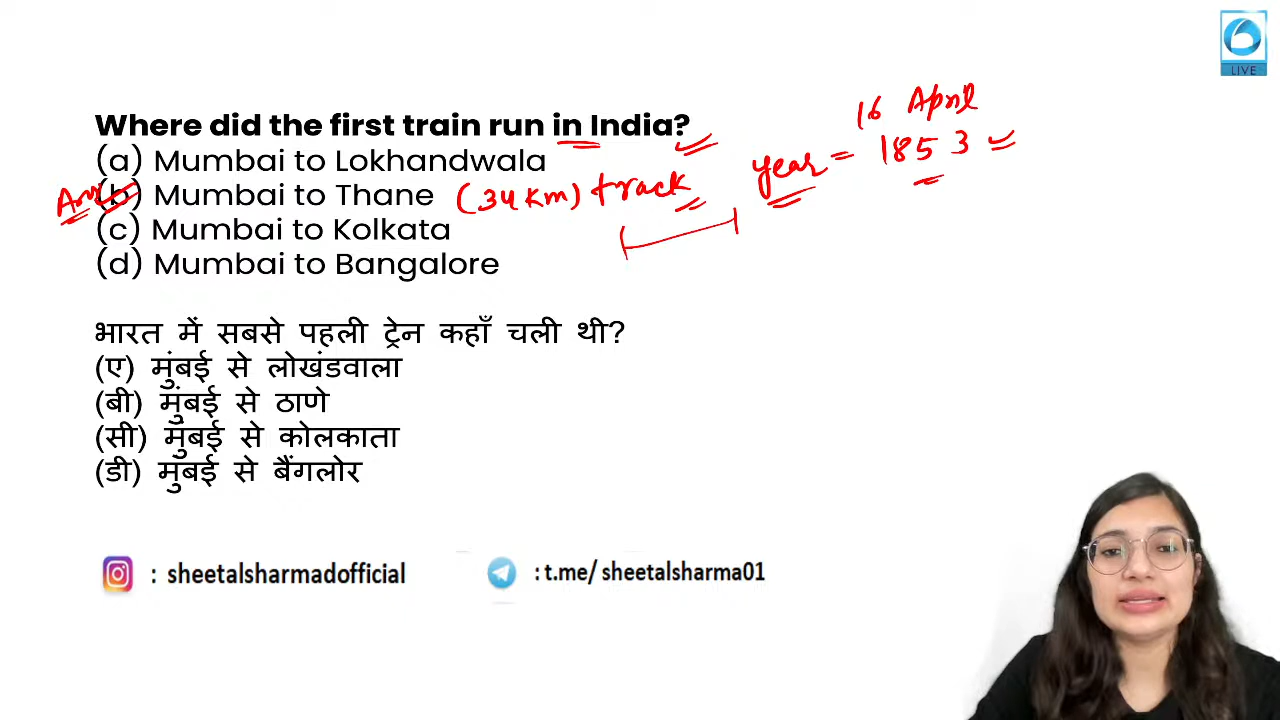 LIVE
16 April
Where did the first train run in India?
year = 1853
(a) Mumbai to Lokhandwala
Ans (b) Mumbai to Thane (34 Km) track
(c) Mumbai to Kolkata
(d) Mumbai to Bangalore
भारत में सबसे पहली ट्रेन कहाँ चली थी?
(ए) मुंबई से लोखंडवाला
(बी) मुंबई से ठाणे
(सी) मुंबई से कोलकाता
(डी) मुंबई से बैंगलोर
: sheetalsharmadofficial
: t.me/ sheetalsharma01